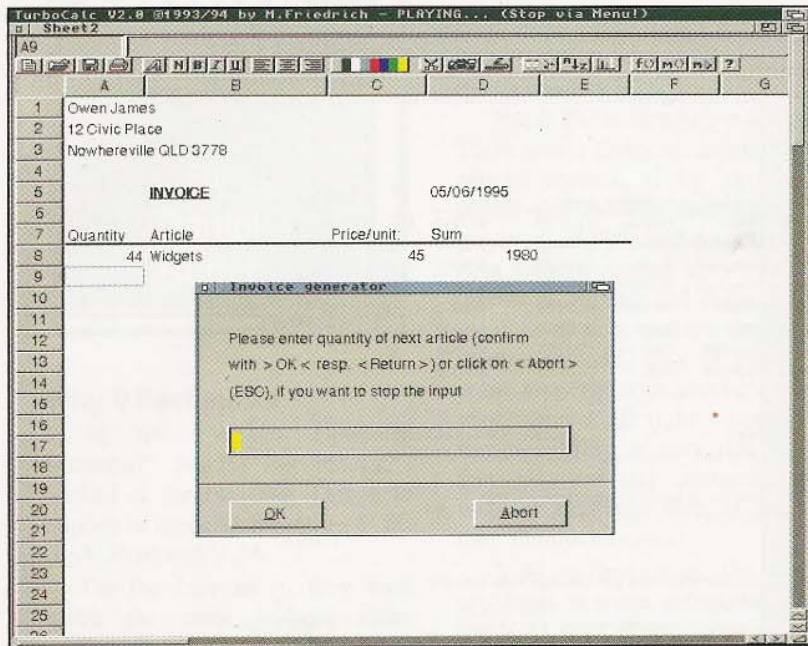 TurboCalc V2.0 ©1993/94 by M.Friedrich - PLAYING... (Stop via Menu!)
Sheet2
A9
N B I U
f() m() m>
?
A B C D E F G
1 Owen James
2 12 Civic Place
3 Nowhereville QLD 3778
4
5 INVOICE 05/06/1995
6
7 Quantity Article Price/unit: Sum
8 44 Widgets 45 1980
9
10
11
12
13
14
15
16
17
18
19
20
21
22
23
24
25
Invoice generator
Please enter quantity of next article (confirm
with > OK < resp. <Return>) or click on <Abort>
(ESC), if you want to stop the input
OK Abort